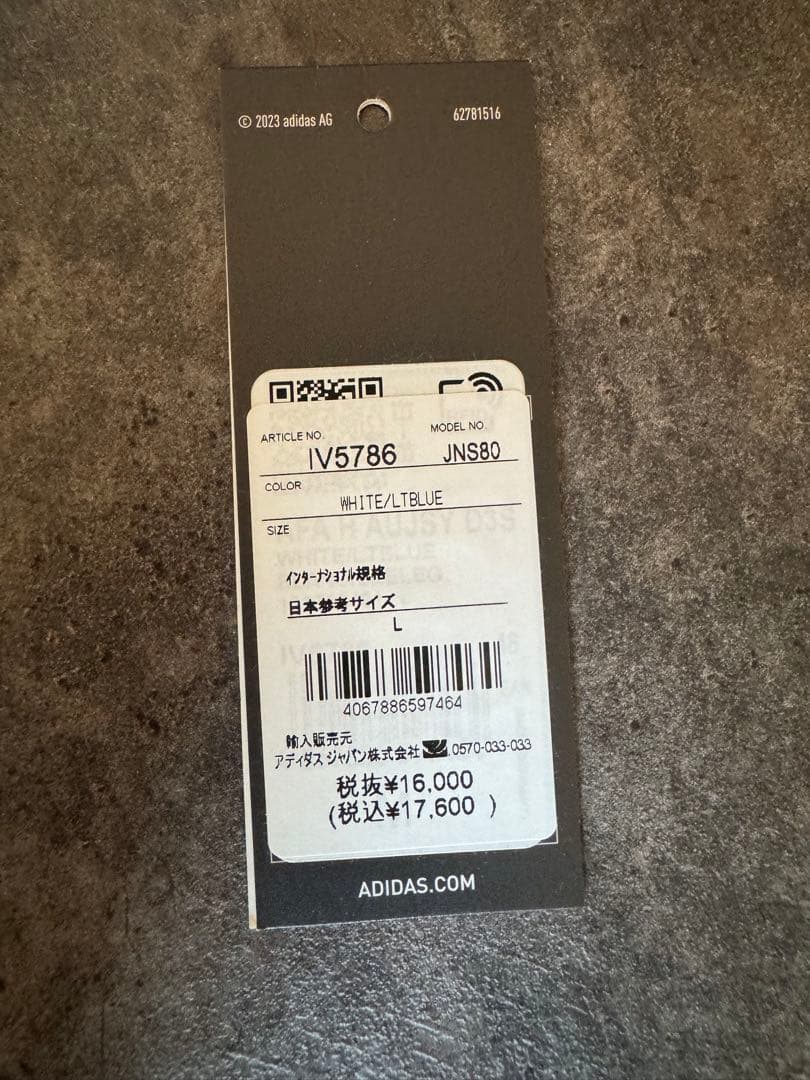 © 2023 adidas AG
62781516
ARTICLE NO.
MODEL NO.
IV5786
JNS80
COLOR
WHITE/LTBLUE
SIZE
インターナショナル規格
日本参考サイズ
L
4067886597464
輸入販売元
アディダス ジャパン株式会社 0570-033-033
税抜¥16,000
(税込¥17,600 )
ADIDAS.COM